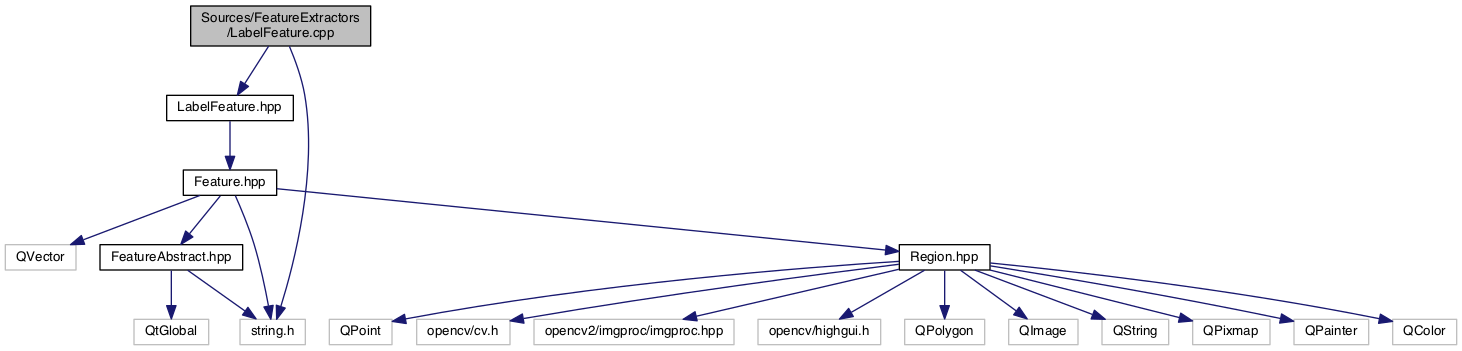 Sources/FeatureExtractors
/LabelFeature.cpp
LabelFeature.hpp
Feature.hpp
QVector
FeatureAbstract.hpp
Region.hpp
QtGlobal
string.h
QPoint
opencv/cv.h
opencv2/imgproc/imgproc.hpp
opencv/highgui.h
QPolygon
QImage
QString
QPixmap
QPainter
QColor